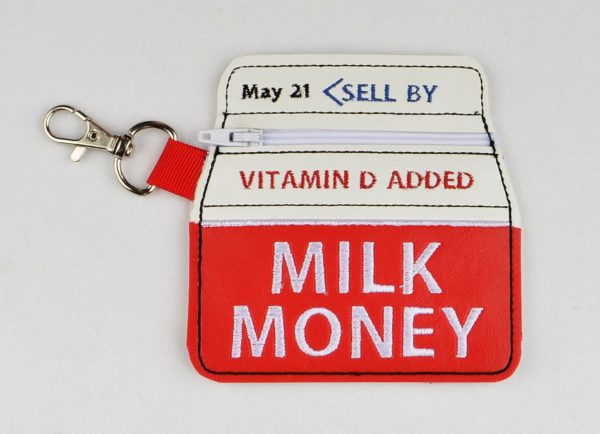 May 21 <SELL BY
VITAMIN D ADDED
MILK
MONEY